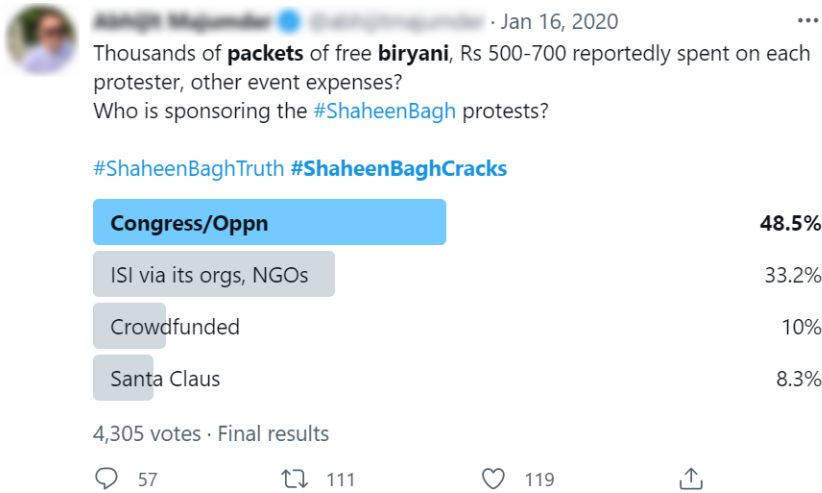 · Jan 16, 2020
Thousands of packets of free biryani, Rs 500-700 reportedly spent on each
protester, other event expenses?
Who is sponsoring the #ShaheenBagh protests?
#ShaheenBaghTruth #ShaheenBaghCracks
Congress/Oppn 48.5%
ISI via its orgs, NGOs 33.2%
Crowdfunded 10%
Santa Claus 8.3%
4,305 votes · Final results
57 111 119